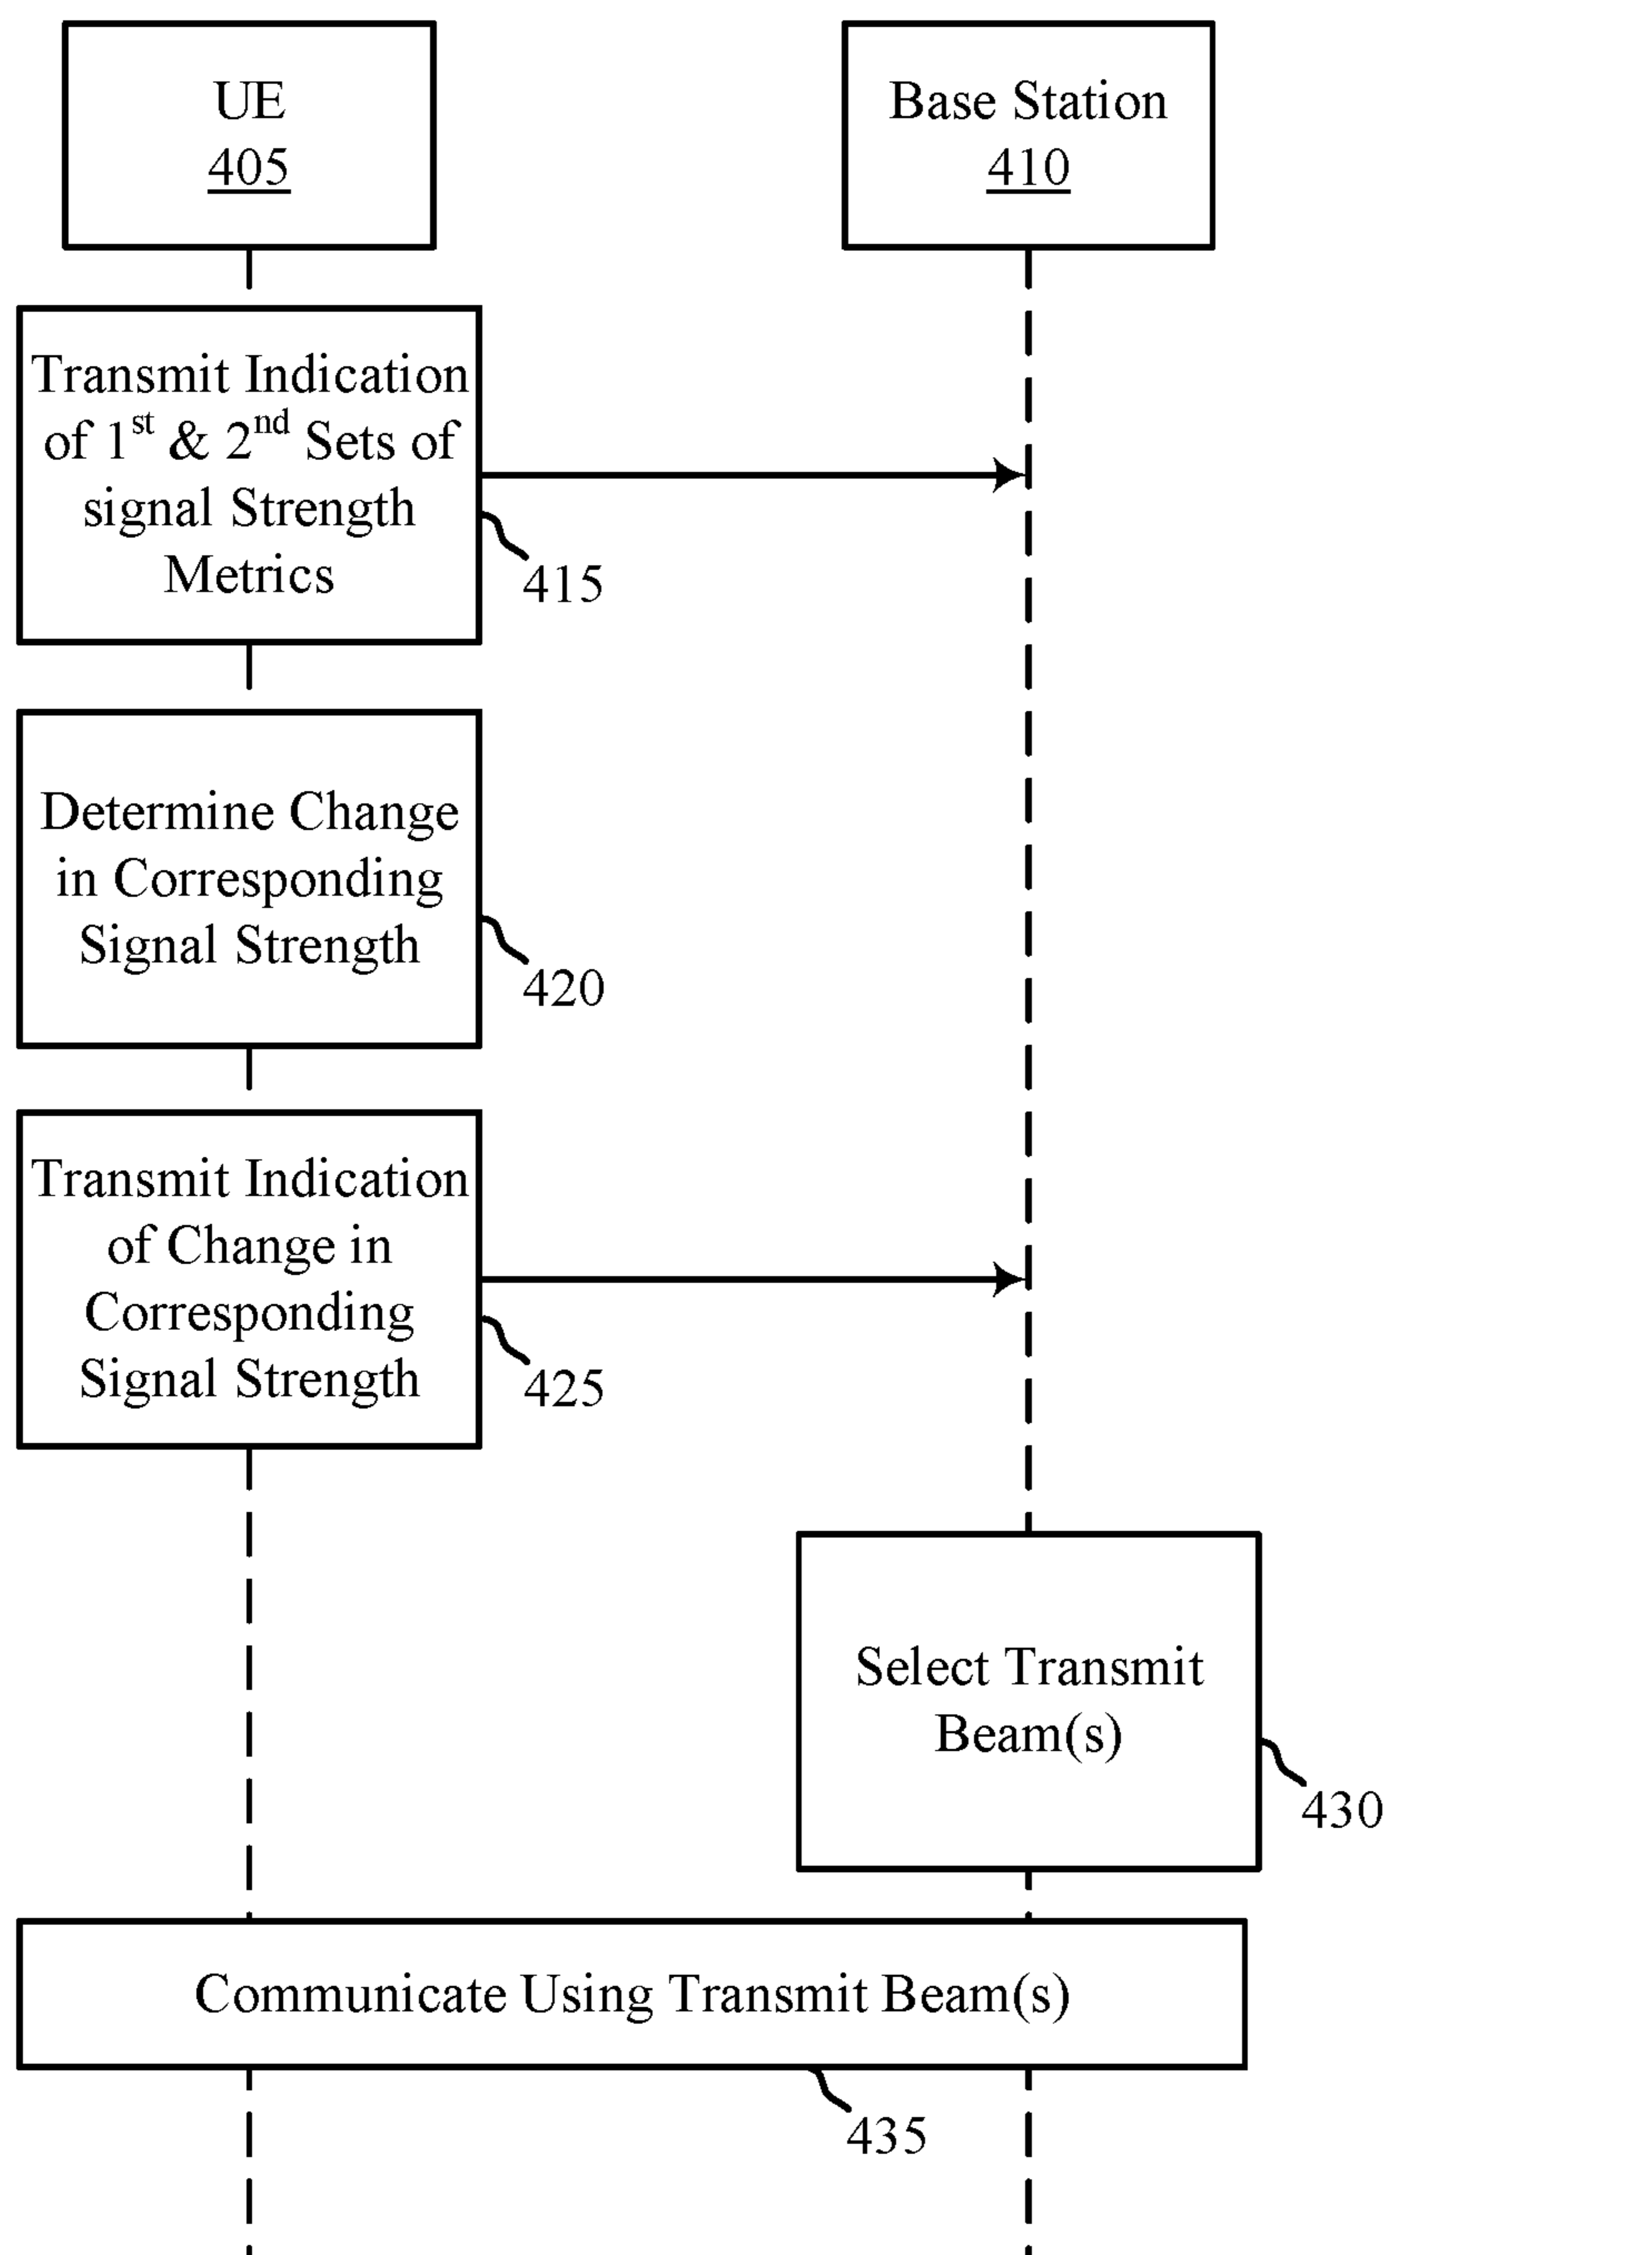 UE
405
Base Station
410
Transmit Indication
of 1st & 2nd Sets of
signal Strength
Metrics
415
Determine Change
in Corresponding
Signal Strength
420
Transmit Indication
of Change in
Corresponding
Signal Strength
425
Select Transmit
Beam(s)
430
Communicate Using Transmit Beam(s)
435